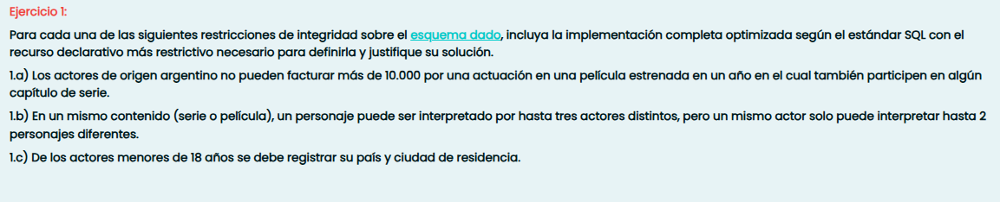 Ejercicio 1:
Para cada una de las siguientes restricciones de integridad sobre el esquema dado, incluya la implementación completa optimizada según el estándar SQL con el
recurso declarativo más restrictivo necesario para definirla y justifique su solución.
1.a) Los actores de origen argentino no pueden facturar más de 10.000 por una actuación en una película estrenada en un año en el cual también participen en algún
capítulo de serie.
1.b) En un mismo contenido (serie o película), un personaje puede ser interpretado por hasta tres actores distintos, pero un mismo actor solo puede interpretar hasta 2
personajes diferentes.
1.c) De los actores menores de 18 años se debe registrar su país y ciudad de residencia.